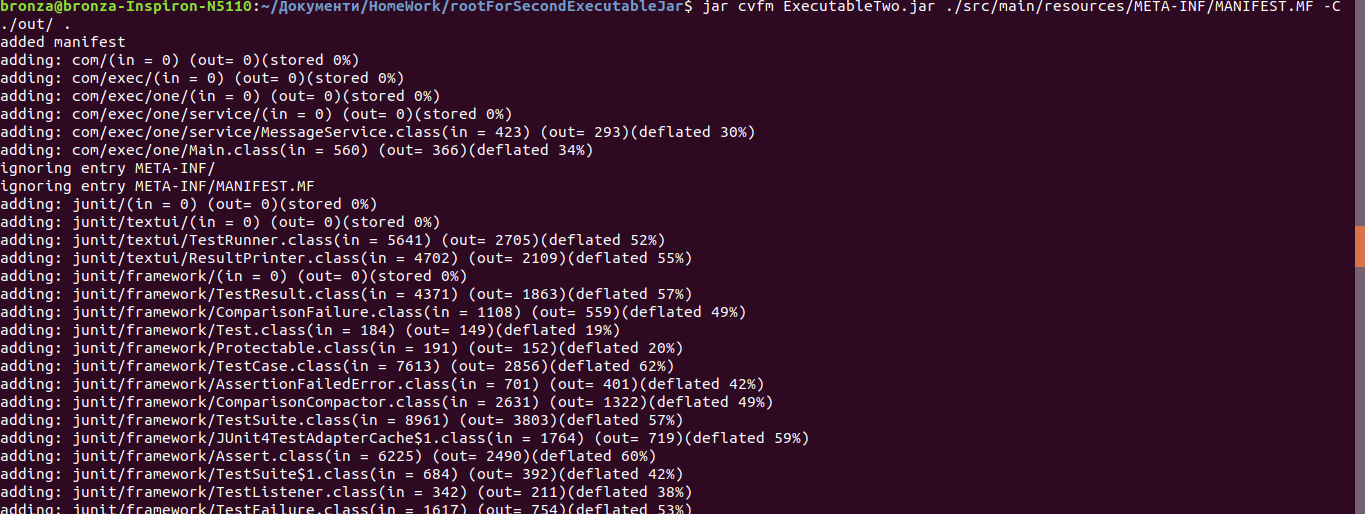 bronza@bronza-Inspiron-N5110:~/Документи/HomeWork/rootForSecondExecutableJar$ jar cvfm ExecutableTwo.jar ./src/main/resources/META-INF/MANIFEST.MF -C
./out/ .
added manifest
adding: com/(in = 0) (out= 0)(stored 0%)
adding: com/exec/(in = 0) (out= 0)(stored 0%)
adding: com/exec/one/(in = 0) (out= 0)(stored 0%)
adding: com/exec/one/service/(in = 0) (out= 0)(stored 0%)
adding: com/exec/one/service/MessageService.class(in = 423) (out= 293)(deflated 30%)
adding: com/exec/one/Main.class(in = 560) (out= 366)(deflated 34%)
ignoring entry META-INF/
ignoring entry META-INF/MANIFEST.MF
adding: junit/(in = 0) (out= 0)(stored 0%)
adding: junit/textui/(in = 0) (out= 0)(stored 0%)
adding: junit/textui/TestRunner.class(in = 5641) (out= 2705)(deflated 52%)
adding: junit/textui/ResultPrinter.class(in = 4702) (out= 2109)(deflated 55%)
adding: junit/framework/(in = 0) (out= 0)(stored 0%)
adding: junit/framework/TestResult.class(in = 4371) (out= 1863)(deflated 57%)
adding: junit/framework/ComparisonFailure.class(in = 1108) (out= 559)(deflated 49%)
adding: junit/framework/Test.class(in = 184) (out= 149)(deflated 19%)
adding: junit/framework/Protectable.class(in = 191) (out= 152)(deflated 20%)
adding: junit/framework/TestCase.class(in = 7613) (out= 2856)(deflated 62%)
adding: junit/framework/AssertionFailedError.class(in = 701) (out= 401)(deflated 42%)
adding: junit/framework/ComparisonCompactor.class(in = 2631) (out= 1322)(deflated 49%)
adding: junit/framework/TestSuite.class(in = 8961) (out= 3803)(deflated 57%)
adding: junit/framework/JUnit4TestAdapterCache$1.class(in = 1764) (out= 719)(deflated 59%)
adding: junit/framework/Assert.class(in = 6225) (out= 2490)(deflated 60%)
adding: junit/framework/TestSuite$1.class(in = 684) (out= 392)(deflated 42%)
adding: junit/framework/TestListener.class(in = 342) (out= 211)(deflated 38%)
adding: junit/framework/TestFailure.class(in = 1617) (out= 754)(deflated 53%)